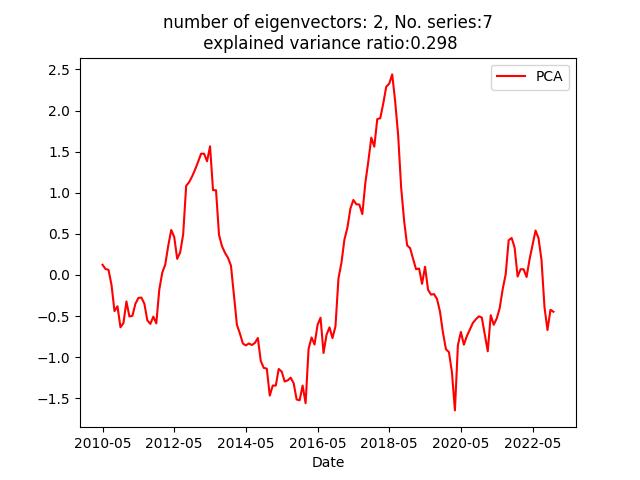 number of eigenvectors: 2, No. series:7
explained variance ratio:0.298
PCA
2.5
2.0
1.5
1.0
0.5
0.0
−0.5
−1.0
−1.5
2010-05 2012-05 2014-05 2016-05 2018-05 2020-05 2022-05
Date